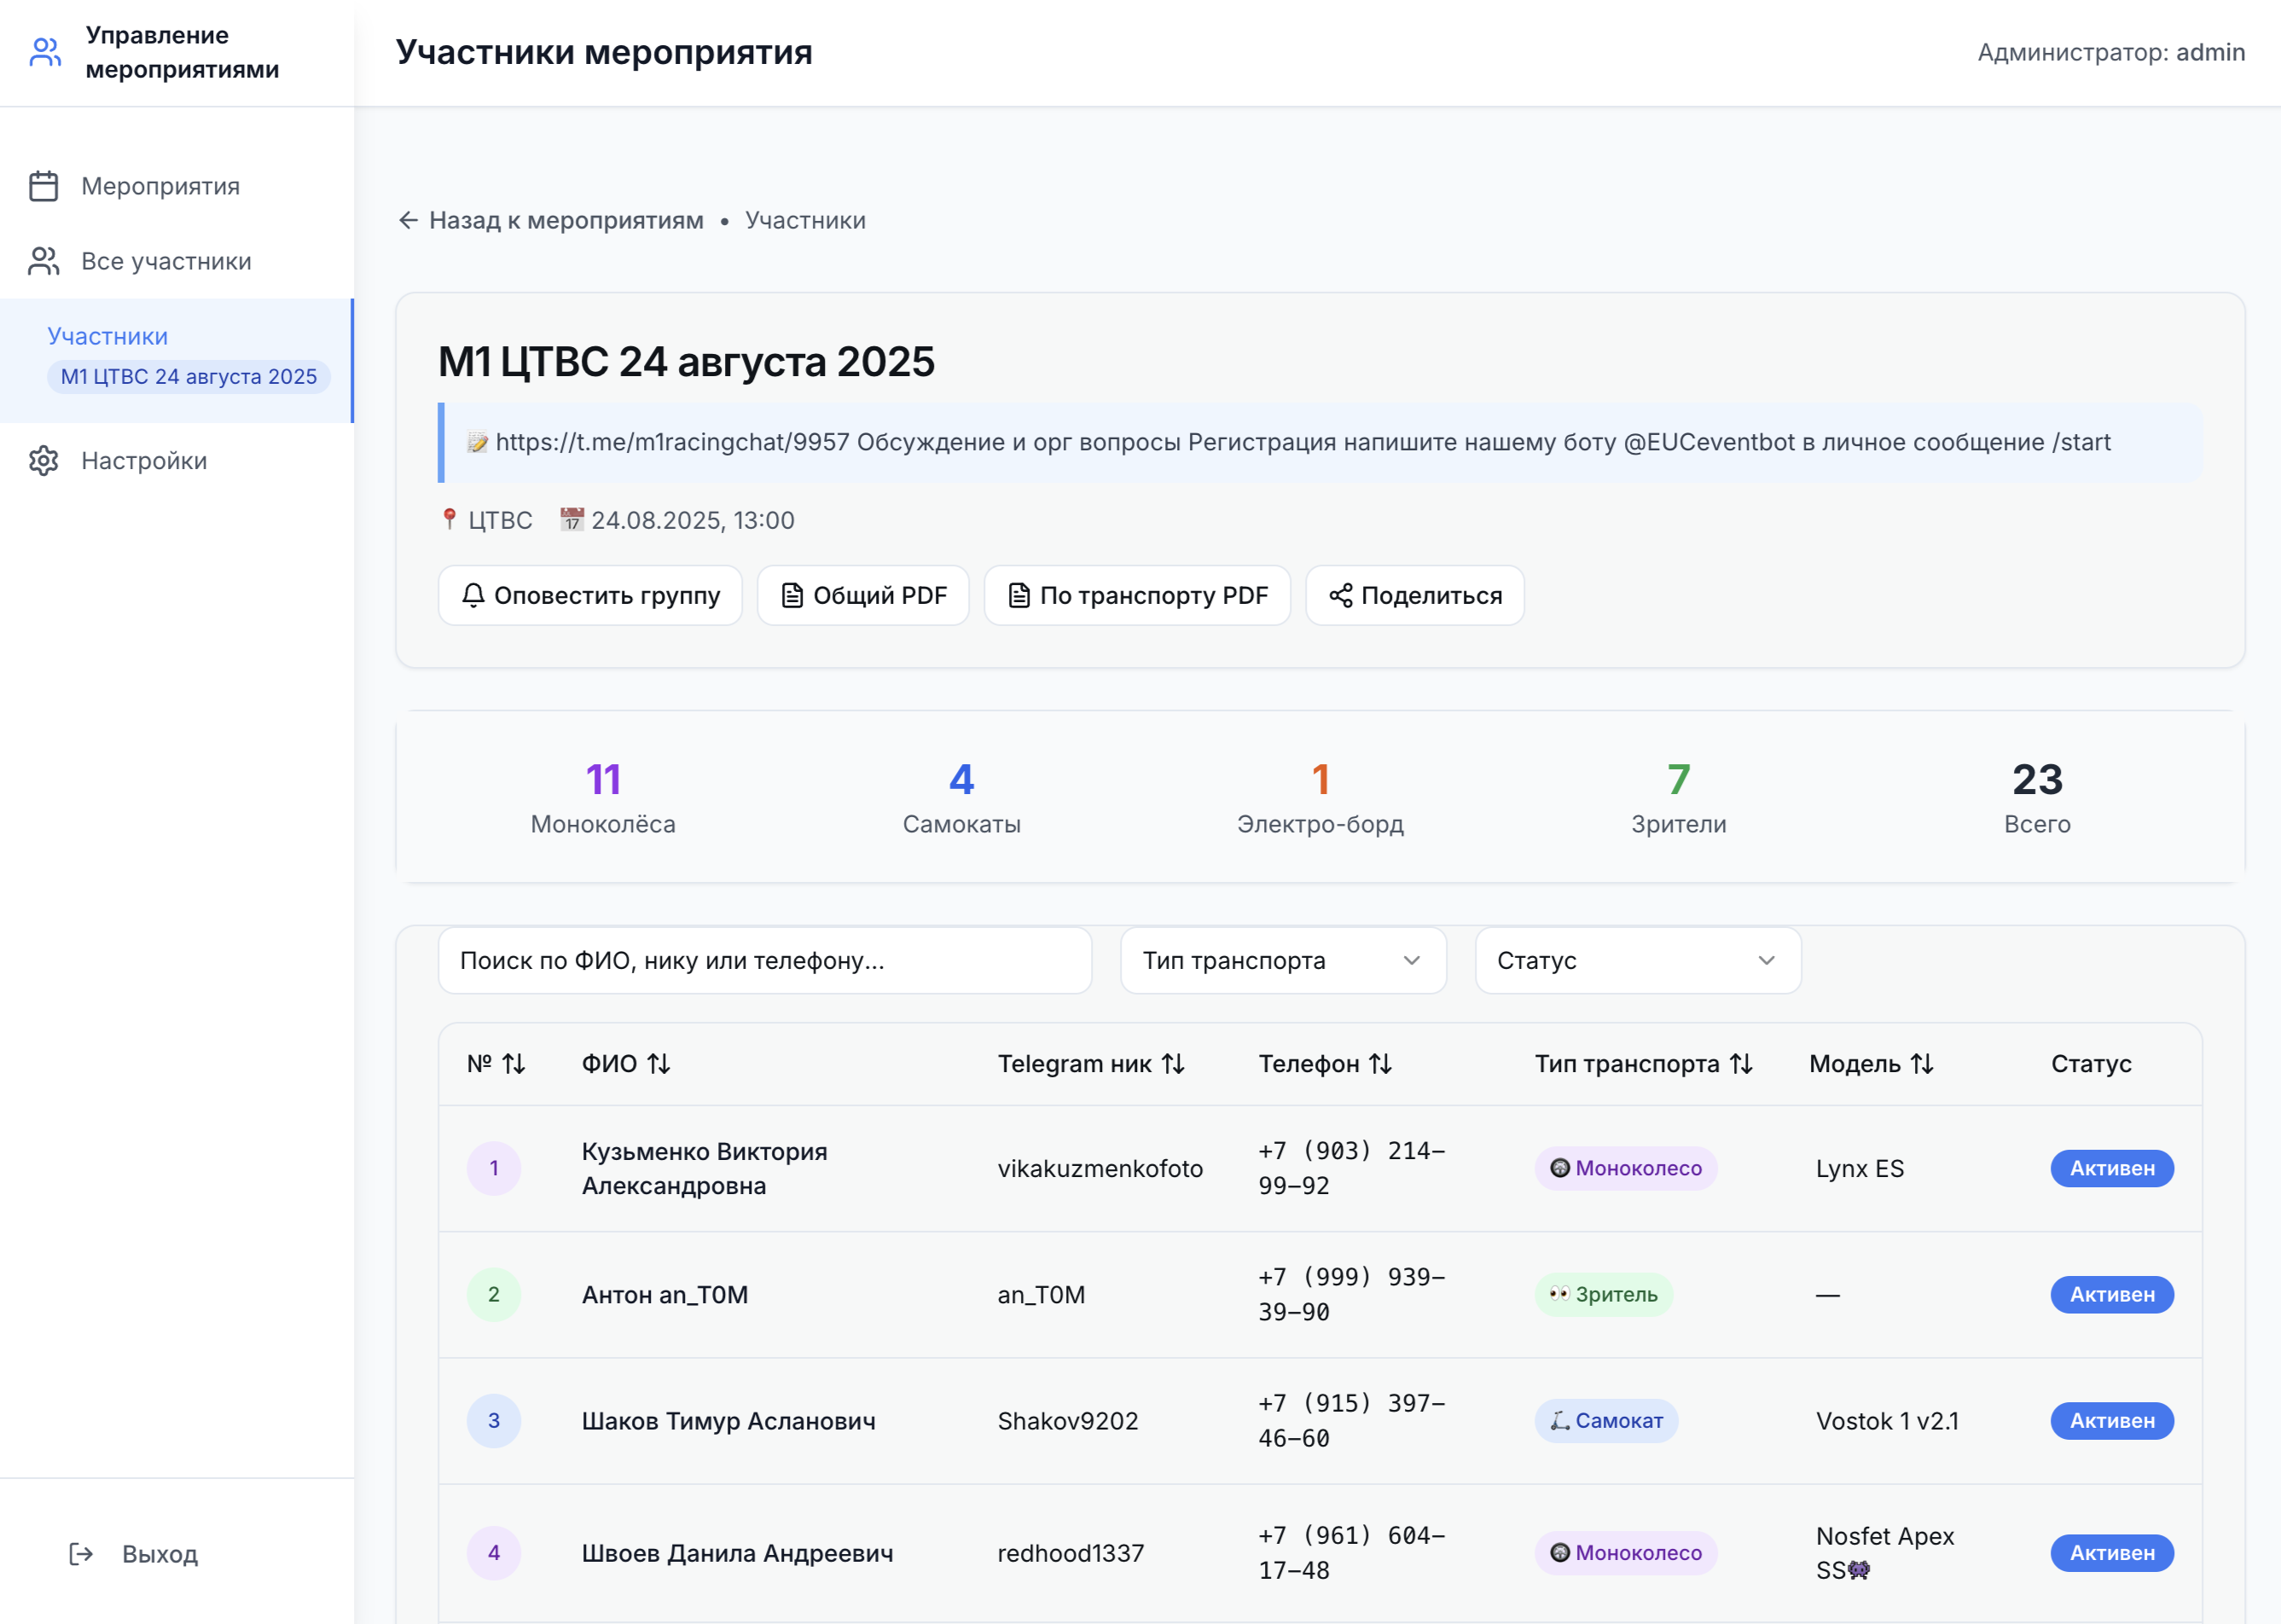 Управление
мероприятиями
Участники мероприятия
Администратор: admin
Мероприятия
Все участники
Участники
М1 ЦТВС 24 августа 2025
Настройки
Выход
Назад к мероприятиям • Участники
М1 ЦТВС 24 августа 2025
📝 https://t.me/m1racingchat/9957 Обсуждение и орг вопросы Регистрация напишите нашему боту @EUCeventbot в личное сообщение /start
📍 ЦТВС 📅 24.08.2025, 13:00
Оповестить группу
Общий PDF
По транспорту PDF
Поделиться
11
Моноколёса
4
Самокаты
1
Электро-борд
7
Зрители
23
Всего
Поиск по ФИО, нику или телефону...
Тип транспорта
Статус
№ ФИО Telegram ник Телефон Тип транспорта Модель Статус
1
Кузьменко Виктория
Александровна
vikakuzmenkofoto
+7 (903) 214-
99-92
Моноколесо
Lynx ES
Активен
2
Антон an_T0M
an_T0M
+7 (999) 939-
39-90
👀 Зритель
—
Активен
3
Шаков Тимур Асланович
Shakov9202
+7 (915) 397-
46-60
🛴 Самокат
Vostok 1 v2.1
Активен
4
Швоев Данила Андреевич
redhood1337
+7 (961) 604-
17-48
Моноколесо
Nosfet Apex
SS👾
Активен